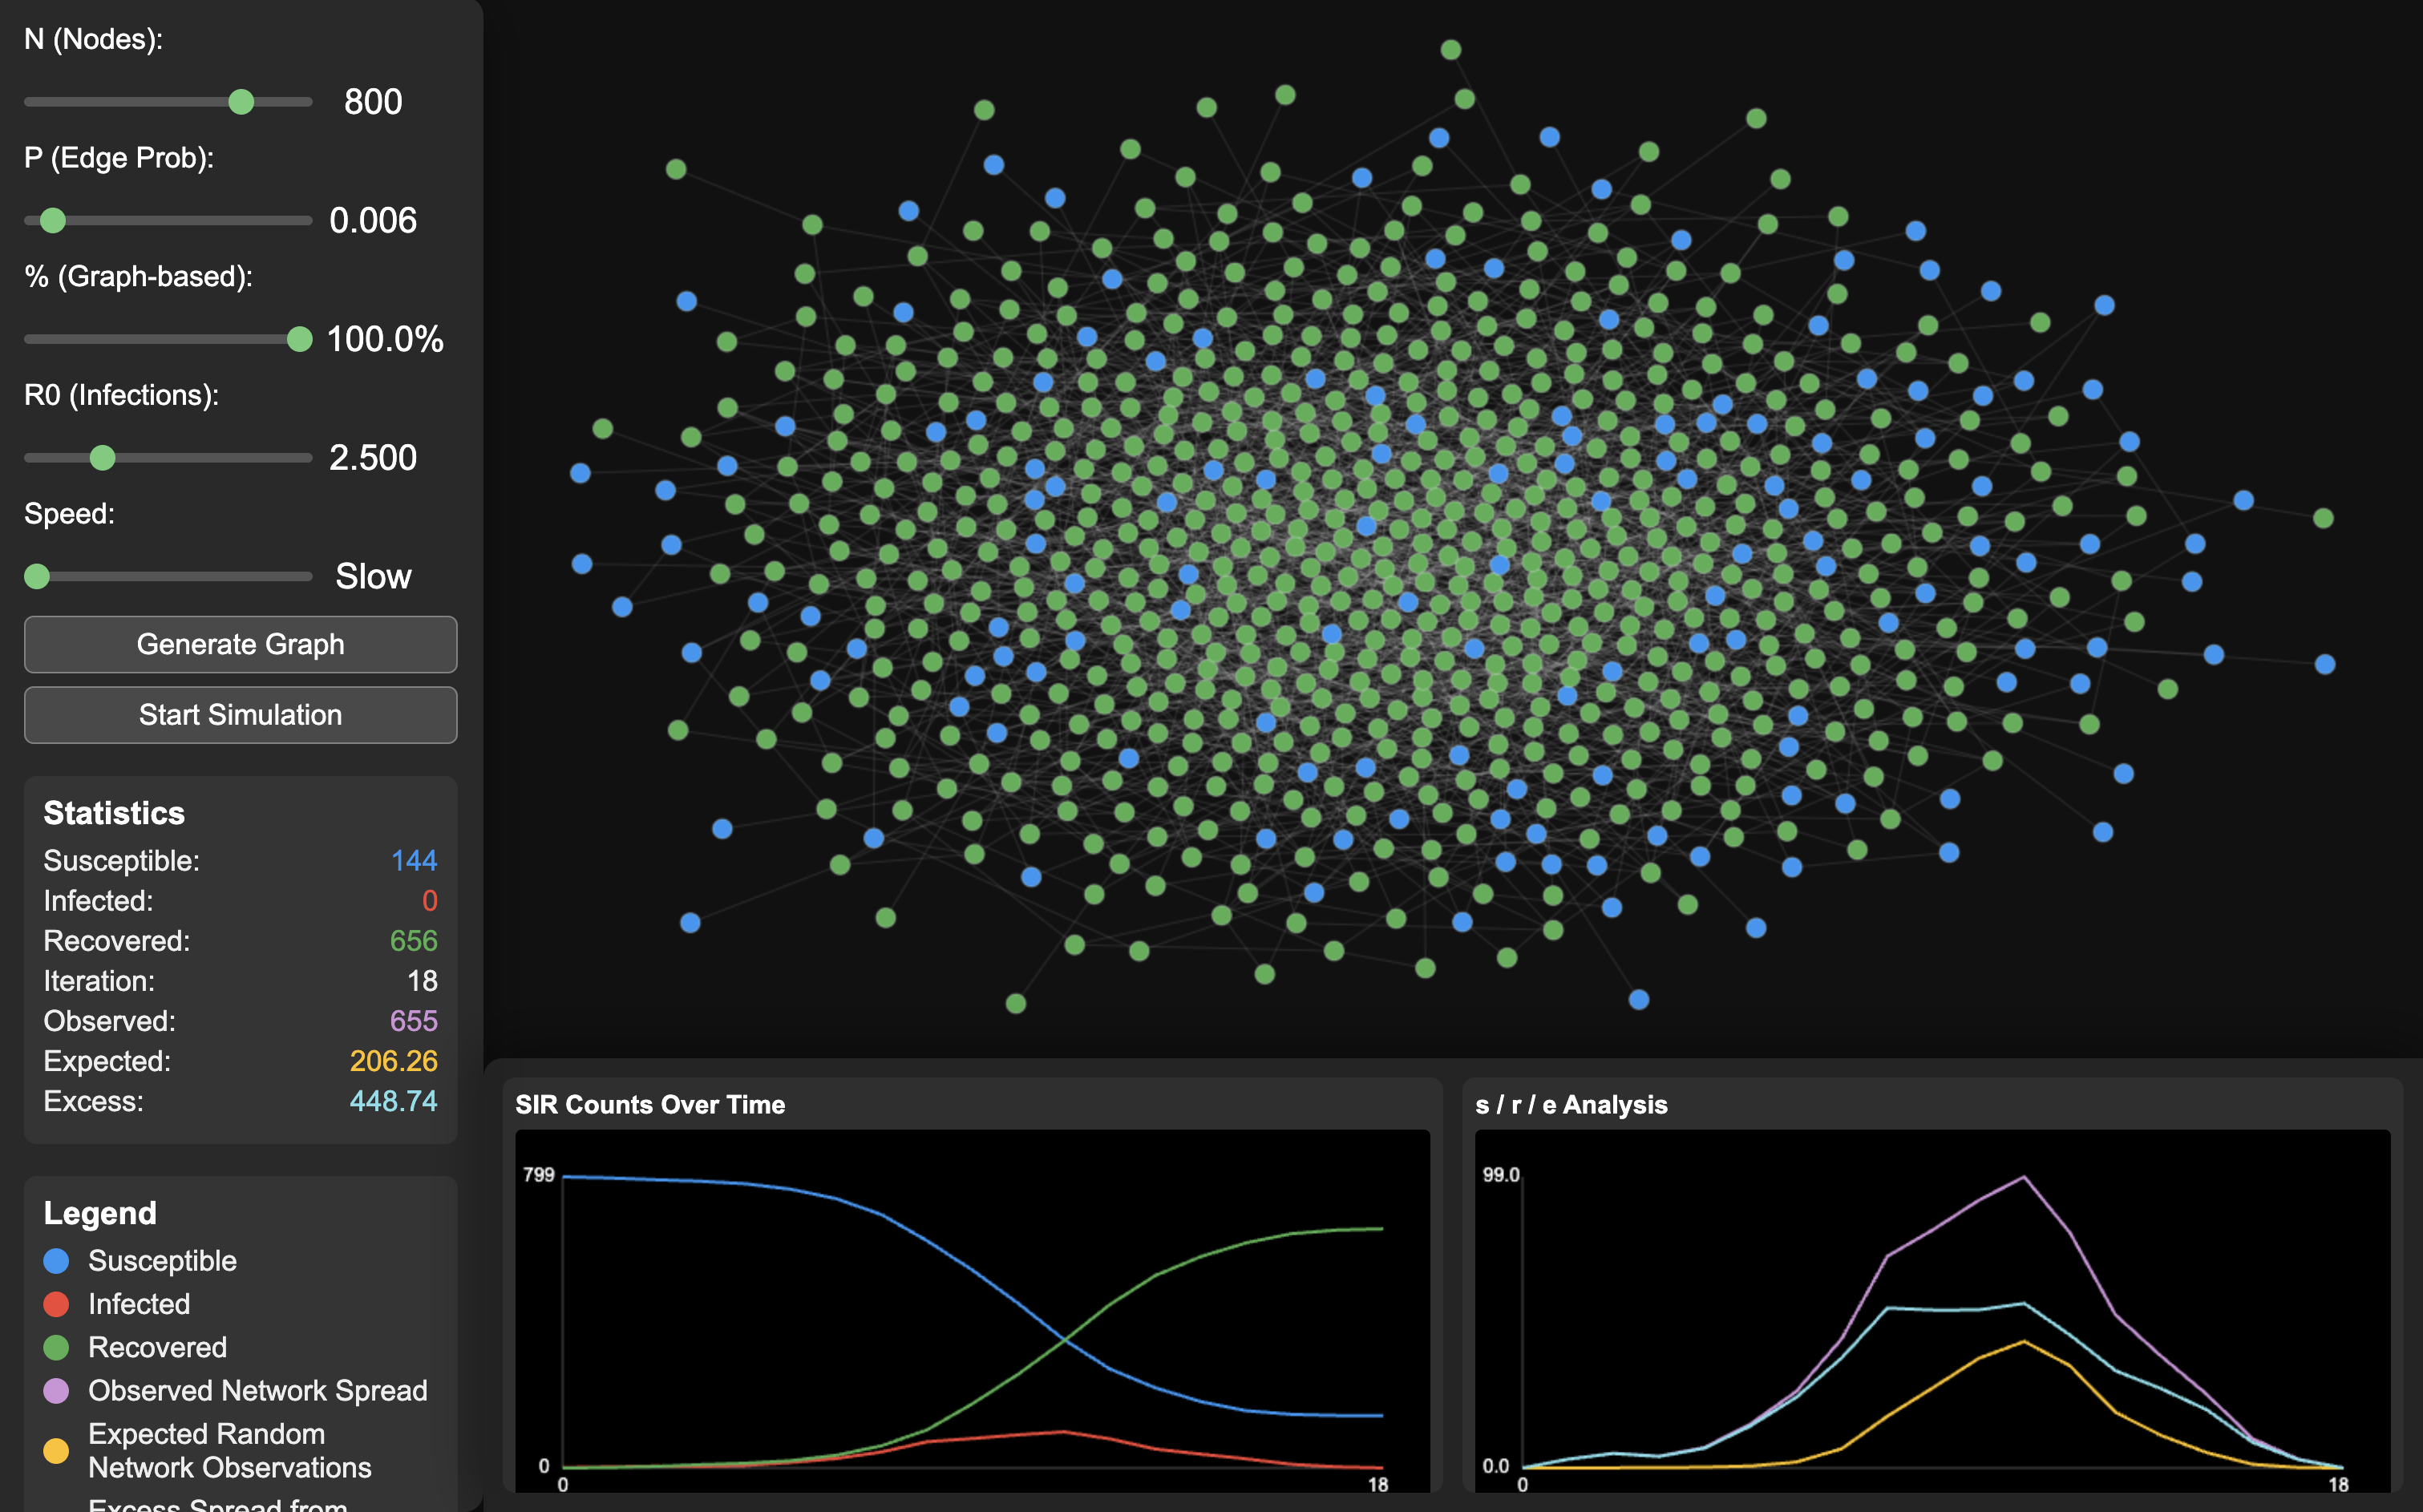 N (Nodes):
800
P (Edge Prob):
0.006
% (Graph-based):
100.0%
R0 (Infections):
2.500
Speed:
Slow
Generate Graph
Start Simulation
Statistics
Susceptible: 144
Infected: 0
Recovered: 656
Iteration: 18
Observed: 655
Expected: 206.26
Excess: 448.74
Legend
Susceptible
Infected
Recovered
Observed Network Spread
Expected Random
Network Observations
Excess Spread from
SIR Counts Over Time
799
0
0 18
s / r / e Analysis
99.0
0.0
0 18